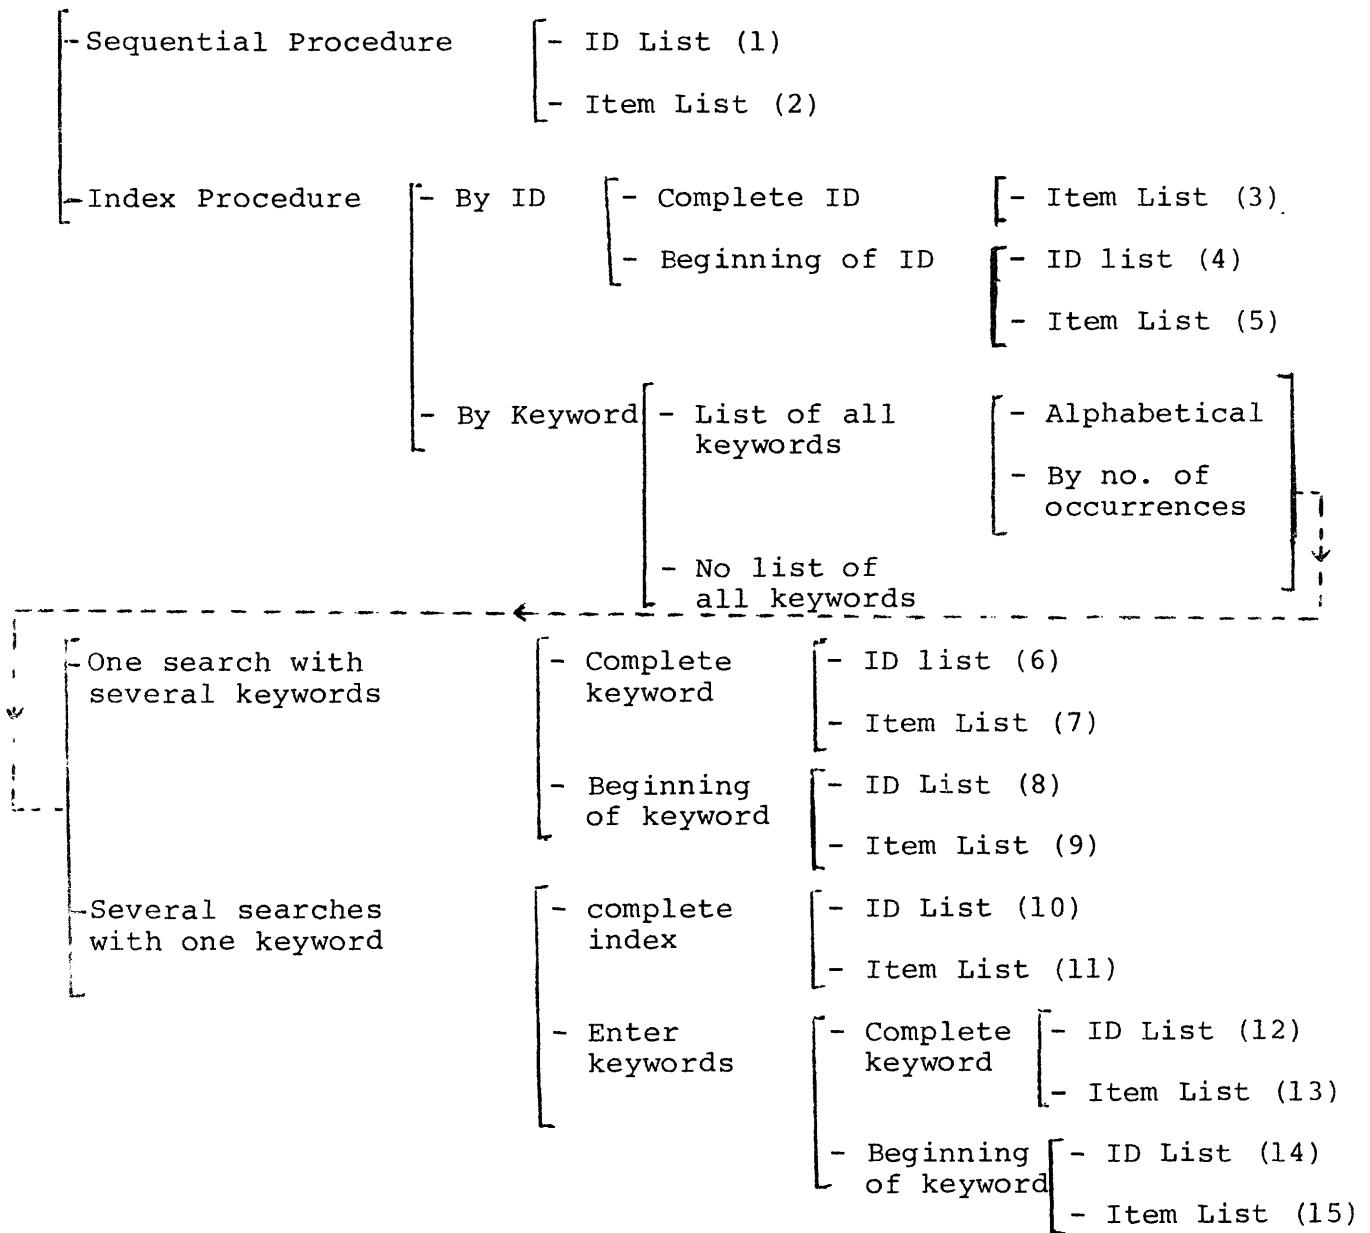 - Sequential Procedure - ID List (1)
- Item List (2)
- Index Procedure - By ID - Complete ID - Item List (3)
- Beginning of ID - ID list (4)
- Item List (5)
- By Keyword - List of all - Alphabetical
keywords
- By no. of
occurrences
- No list of
all keywords
- One search with - Complete - ID list (6)
several keywords keyword
- Item List (7)
- Beginning - ID List (8)
of keyword
- Item List (9)
- Several searches - complete - ID List (10)
with one keyword index
- Item List (11)
- Enter - Complete - ID List (12)
keywords keyword
- Item List (13)
- Beginning - ID List (14)
of keyword
- Item List (15)